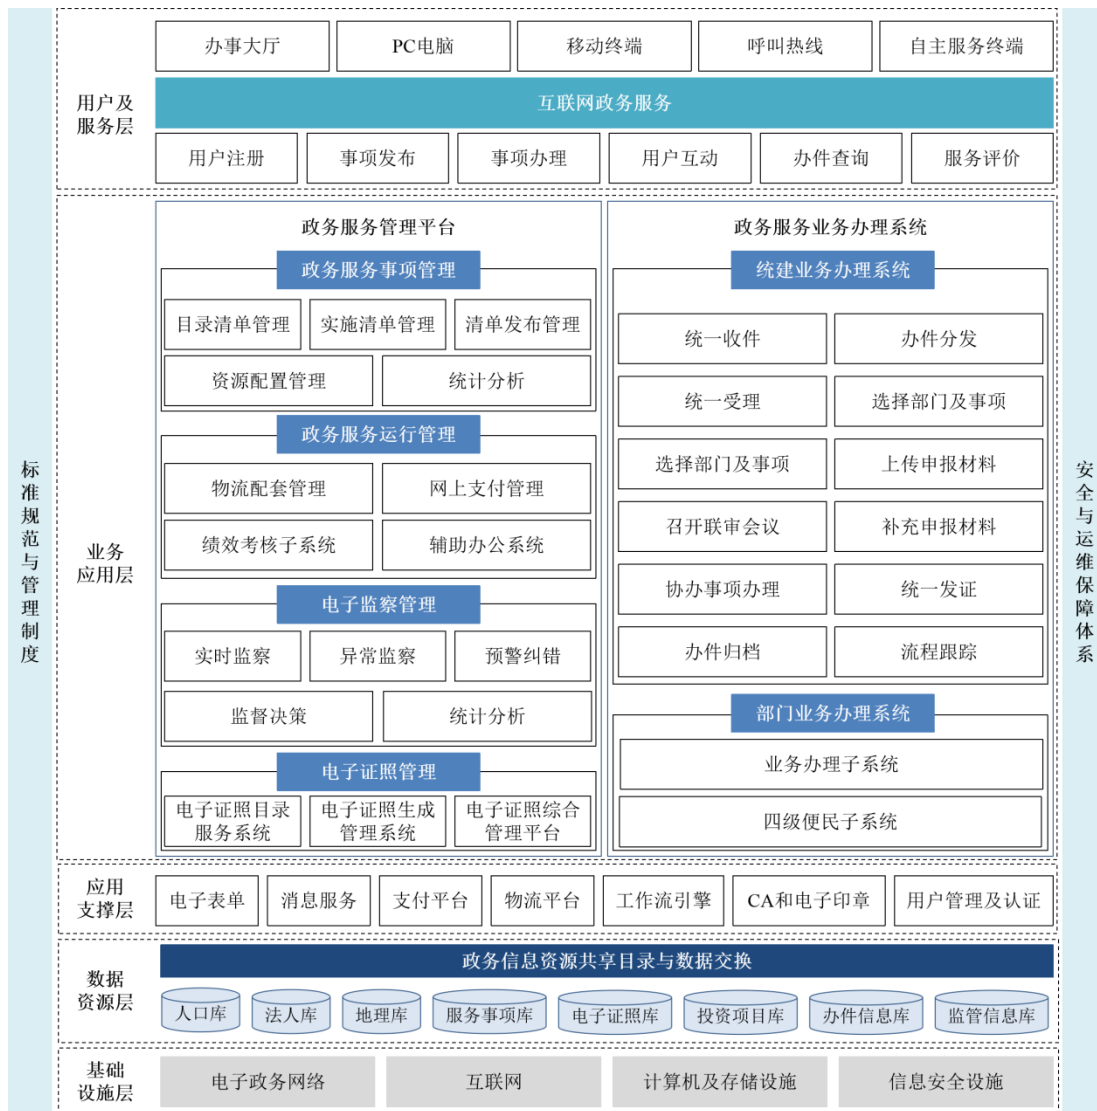 标准规范与管理制度
用户及
服务层
办事大厅
PC电脑
移动终端
呼叫热线
自主服务终端
互联网政务服务
用户注册
事项发布
事项办理
用户互动
办件查询
服务评价
业务
应用层
政务服务管理平台
政务服务事项管理
目录清单管理
实施清单管理
清单发布管理
资源配置管理
统计分析
政务服务运行管理
物流配套管理
网上支付管理
绩效考核子系统
辅助办公系统
电子监察管理
实时监察
异常监察
预警纠错
监督决策
统计分析
电子证照管理
电子证照目录
服务系统
电子证照生成
管理系统
电子证照综合
管理平台
政务服务业务办理系统
统建业务办理系统
统一收件
办件分发
统一受理
选择部门及事项
选择部门及事项
上传申报材料
召开联审会议
补充申报材料
协办事项办理
统一发证
办件归档
流程跟踪
部门业务办理系统
业务办理子系统
四级便民子系统
应用
支撑层
电子表单
消息服务
支付平台
物流平台
工作流引擎
CA和电子印章
用户管理及认证
数据
资源层
政务信息资源共享目录与数据交换
人口库
法人库
地理库
服务事项库
电子证照库
投资项目库
办件信息库
监管信息库
基础
设施层
电子政务网络
互联网
计算机及存储设施
信息安全设施
安全与运维保障体系